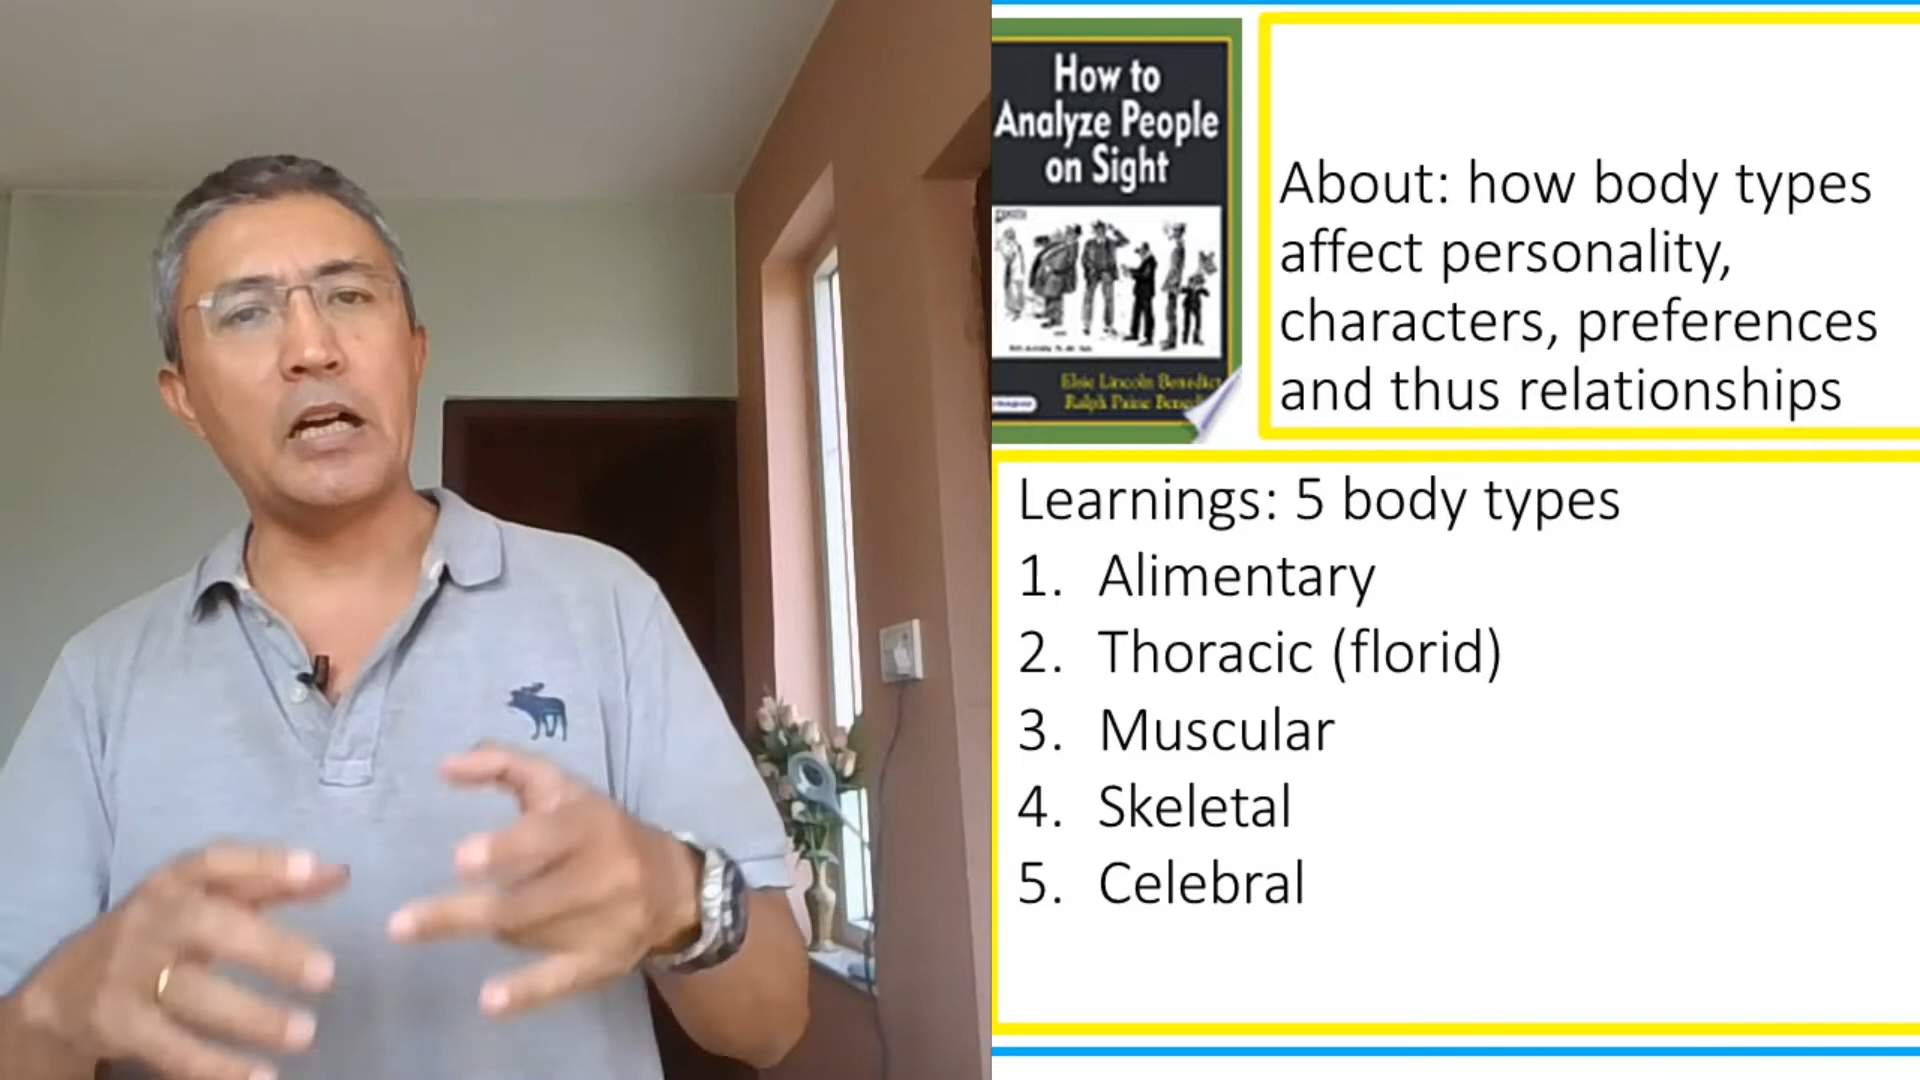 How to
Analyze People
on Sight
Elsie Lincoln Benedict
Ralph Paine
About: how body types
affect personality,
characters, preferences
and thus relationships
Learnings: 5 body types
1. Alimentary
2. Thoracic (florid)
3. Muscular
4. Skeletal
5. Celebral